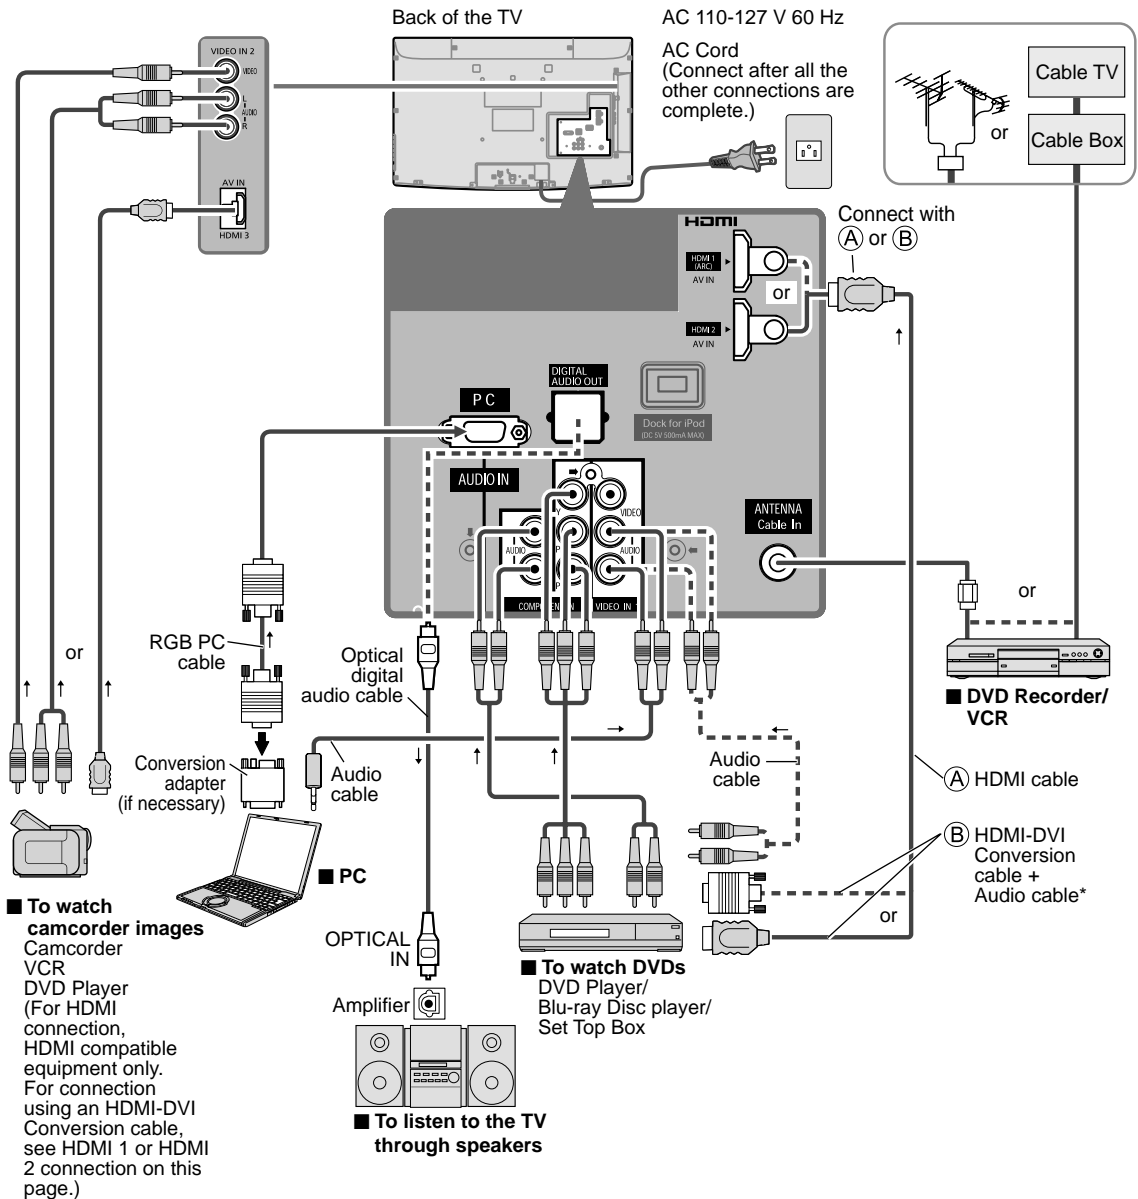 Back of the TV
AC 110-127 V 60 Hz
AC Cord
(Connect after all the
other connections are
complete.)
Cable TV
or
Cable Box
VIDEO IN 2
VIDEO
L
AUDIO
R
AV IN
HDMI 3
HDMI
HDMI 1
(ARC)
AV IN
or
HDMI 2
AV IN
Connect with
A or B
DIGITAL
AUDIO OUT
PC
Dock for iPod
(DC 5V 500mA MAX)
AUDIO IN
Y
VIDEO
AUDIO
P
AUDIO
P
COMPONENT IN
VIDEO IN 1
ANTENNA
Cable In
or
RGB PC
cable
or
Optical
digital
audio cable
■ DVD Recorder/
VCR
Conversion
adapter
(if necessary)
Audio
cable
Audio
cable
A HDMI cable
B HDMI-DVI
Conversion
cable +
Audio cable*
or
■ PC
■ To watch
camcorder images
Camcorder
VCR
DVD Player
(For HDMI
connection,
HDMI compatible
equipment only.
For connection
using an HDMI-DVI
Conversion cable,
see HDMI 1 or HDMI
2 connection on this
page.)
OPTICAL
IN
Amplifier
■ To watch DVDs
DVD Player/
Blu-ray Disc player/
Set Top Box
■ To listen to the TV
through speakers